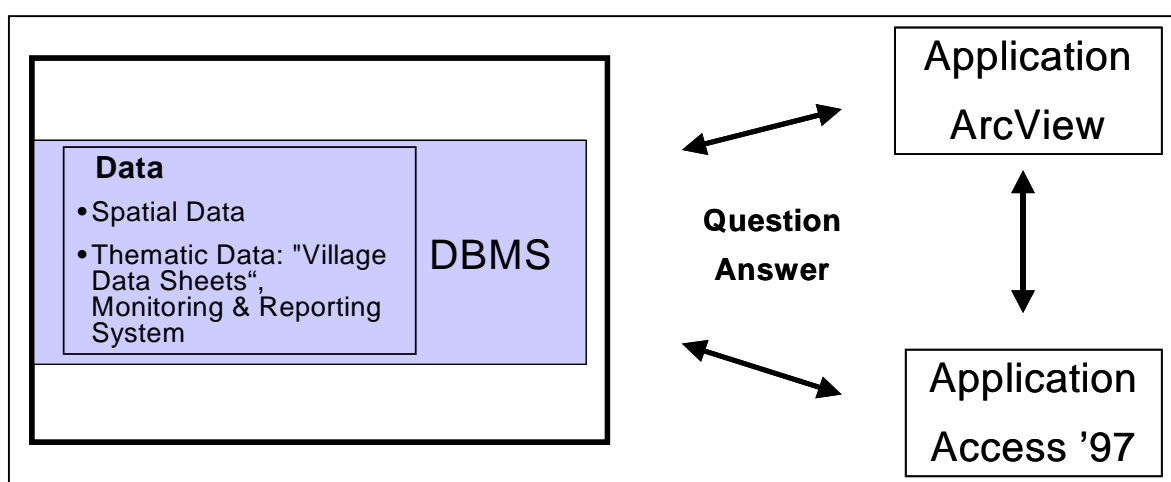 Data
•Spatial Data
•Thematic Data: "Village
Data Sheets“,
Monitoring & Reporting
System
DBMS
Question
Answer
Application
ArcView
Application
Access ’97